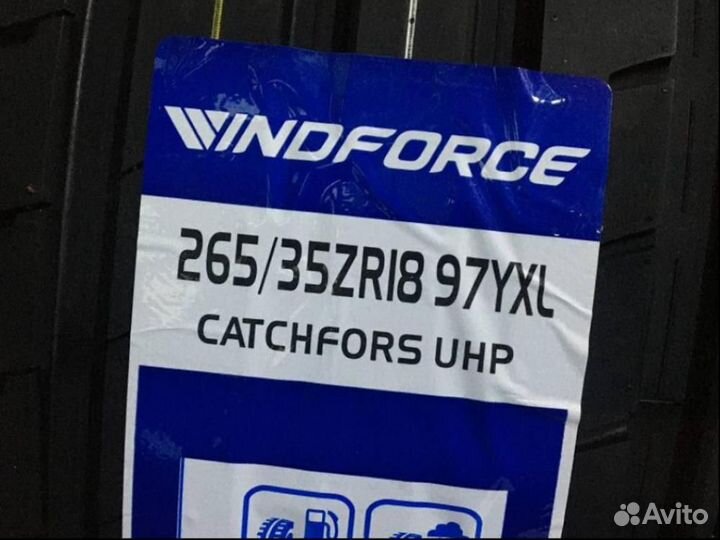 WINDFORCE
265/35ZR18 97YXL
CATCHFORS UHP
Avito